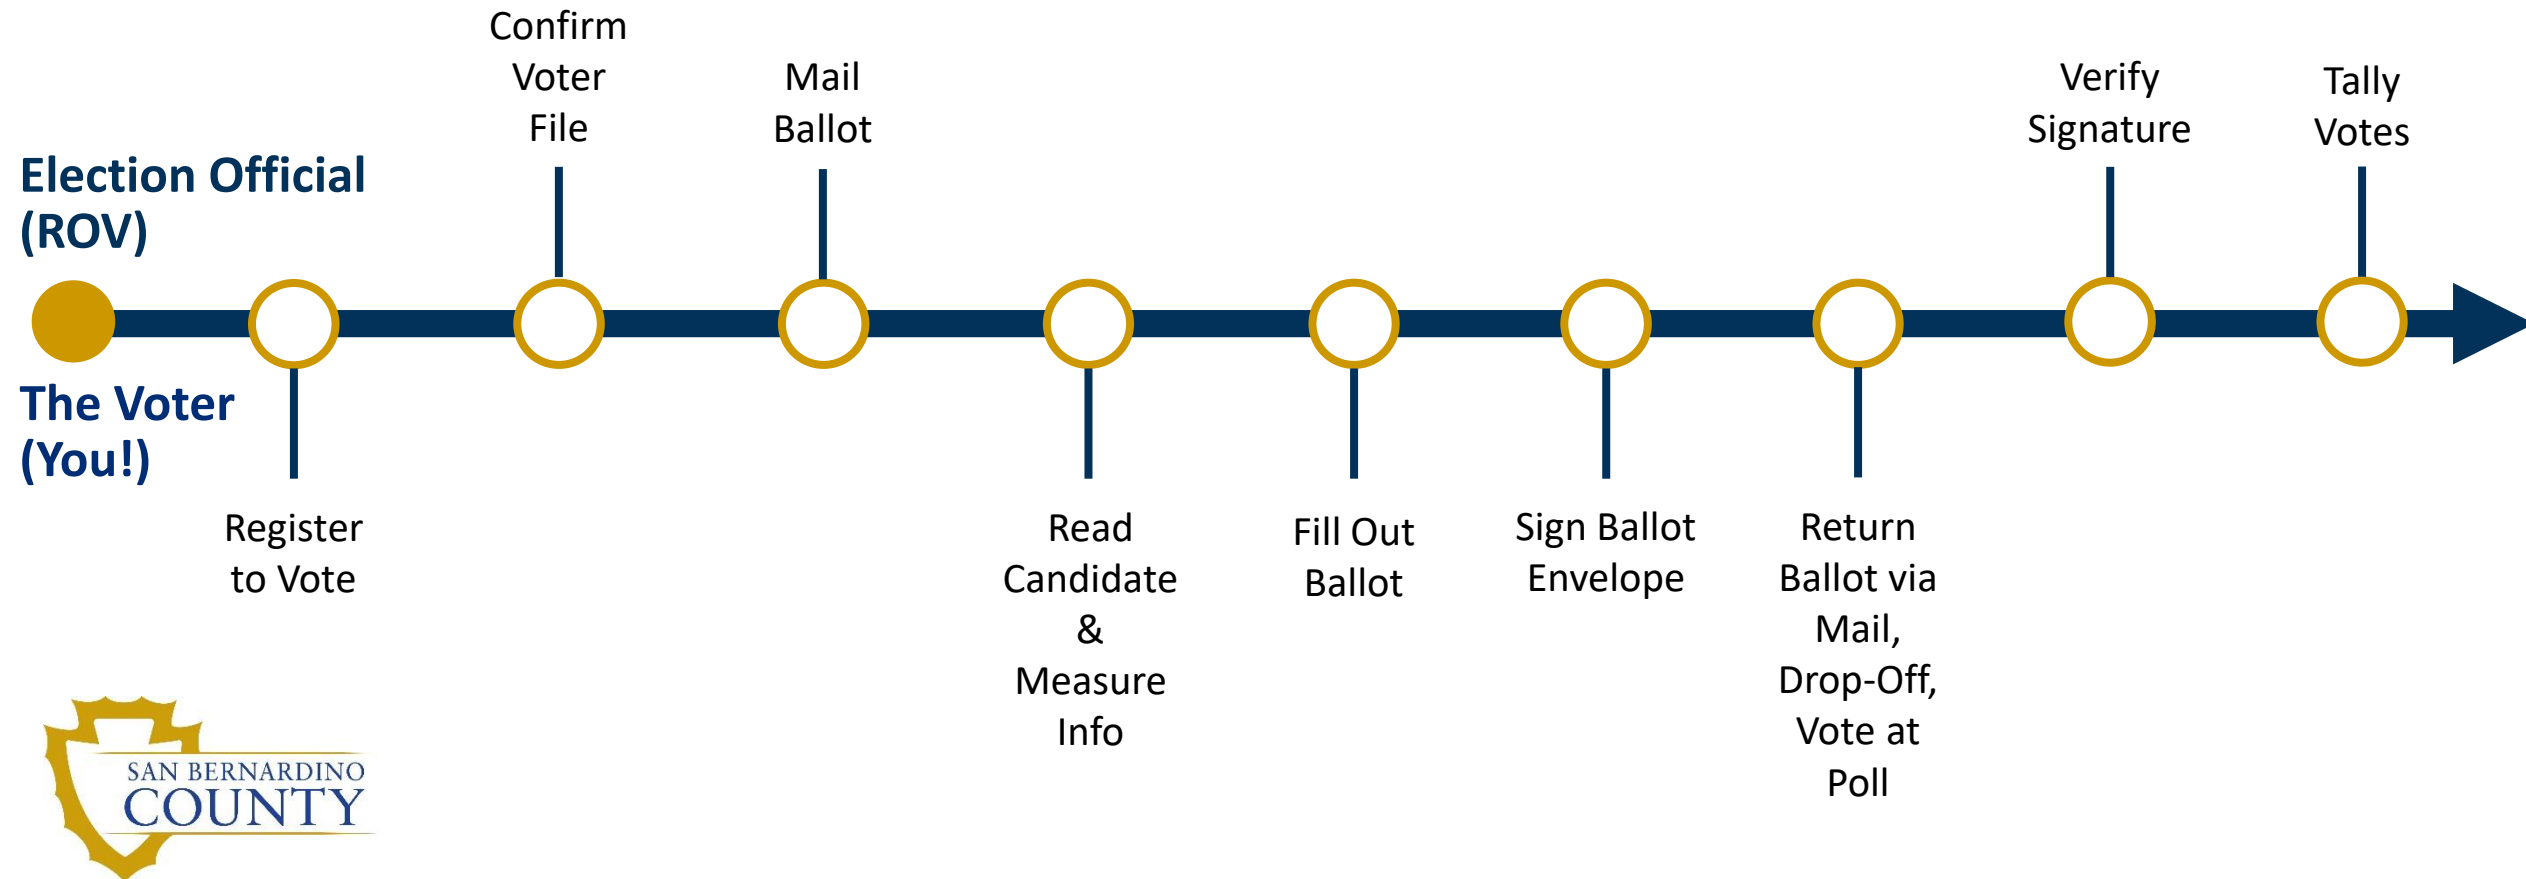 Confirm
Voter
File
Mail
Ballot
Verify
Signature
Tally
Votes
Election Official
(ROV)
The Voter
(You!)
Register
to Vote
Read
Candidate
&
Measure
Info
Fill Out
Ballot
Sign Ballot
Envelope
Return
Ballot via
Mail,
Drop-Off,
Vote at
Poll
SAN BERNARDINO
COUNTY